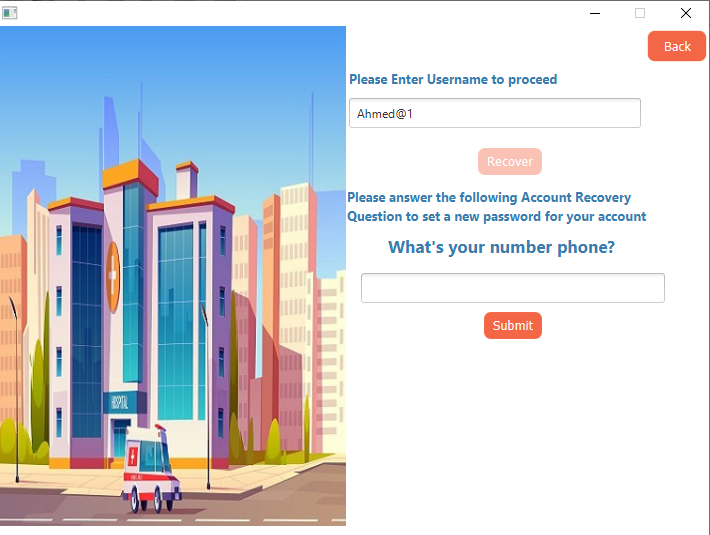 Back
Please Enter Username to proceed
Ahmed@1
Recover
Please answer the following Account Recovery
Question to set a new password for your account
What's your number phone?
Submit
HOSPITAL